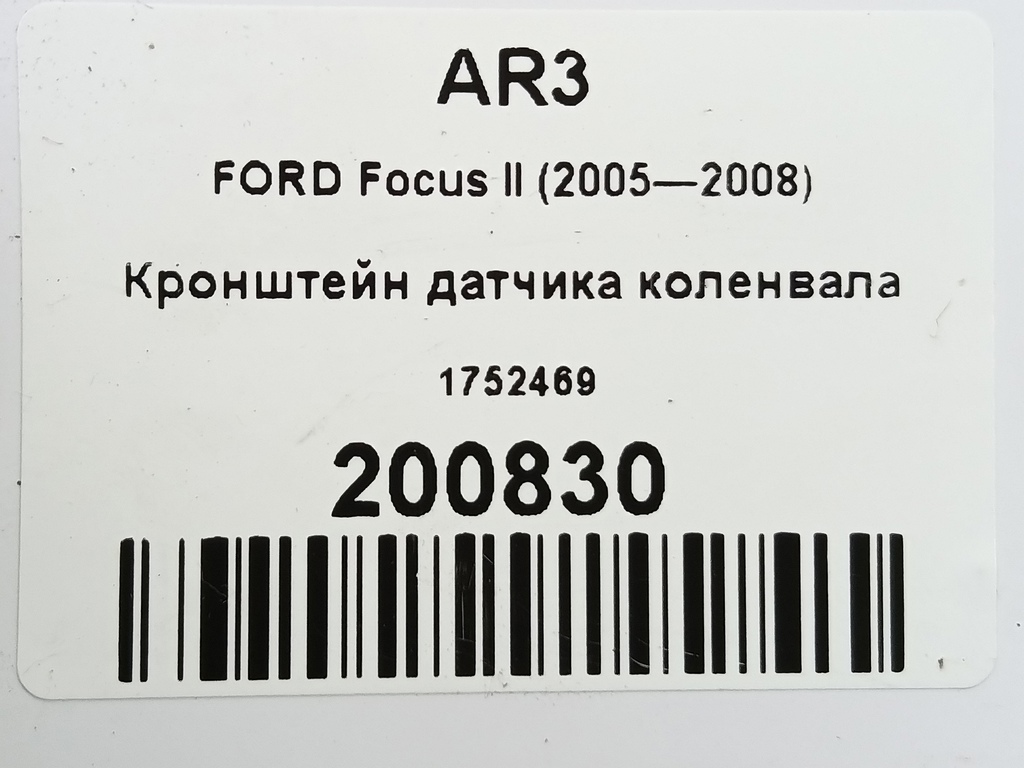 AR3
FORD Focus II (2005—2008)
Кронштейн датчика коленвала
1752469
200830